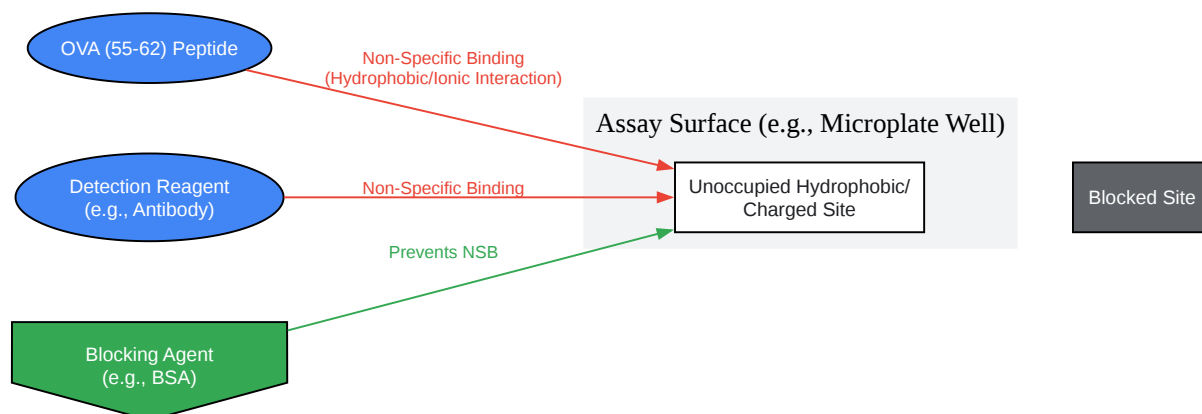 OVA (55-62) Peptide
Non-Specific Binding
(Hydrophobic/Ionic Interaction)
Assay Surface (e.g., Microplate Well)
Detection Reagent
(e.g., Antibody)
Non-Specific Binding
Unoccupied Hydrophobic/
Charged Site
Blocked Site
Prevents NSB
Blocking Agent
(e.g., BSA)